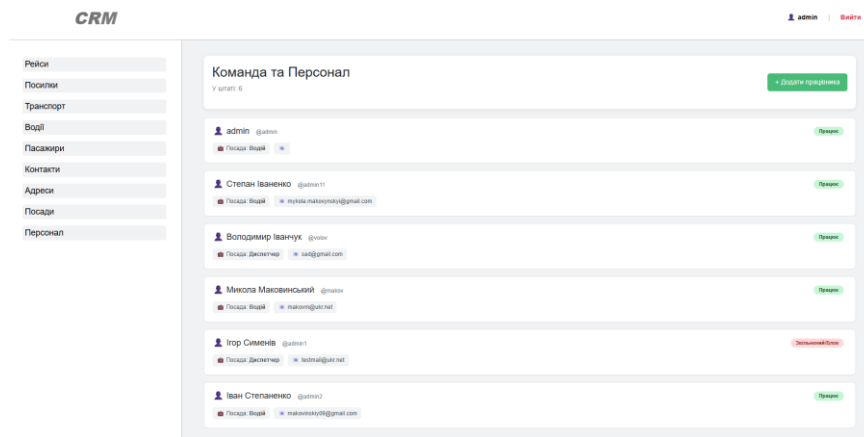 CRM
admin | Вийти
Рейси
Посилки
Транспорт
Водії
Пасажири
Контакти
Адреси
Посади
Персонал
Команда та Персонал
У штаті: 6
+ Додати працівника
admin @admin
Працює
Посада: Водій
Степан Іваненко @admin11
Працює
Посада: Водій mykola.makovynskyi@gmail.com
Володимир Іванчук @volov
Працює
Посада: Диспетчер sad@gmail.com
Микола Маковинський @makov
Працює
Посада: Водій makovm@ukr.net
Ігор Сименів @admin1
Звільнений/Блок
Посада: Диспетчер testmail@ukr.net
Іван Степаненко @admin2
Працює
Посада: Водій makovinskiy09@gmail.com